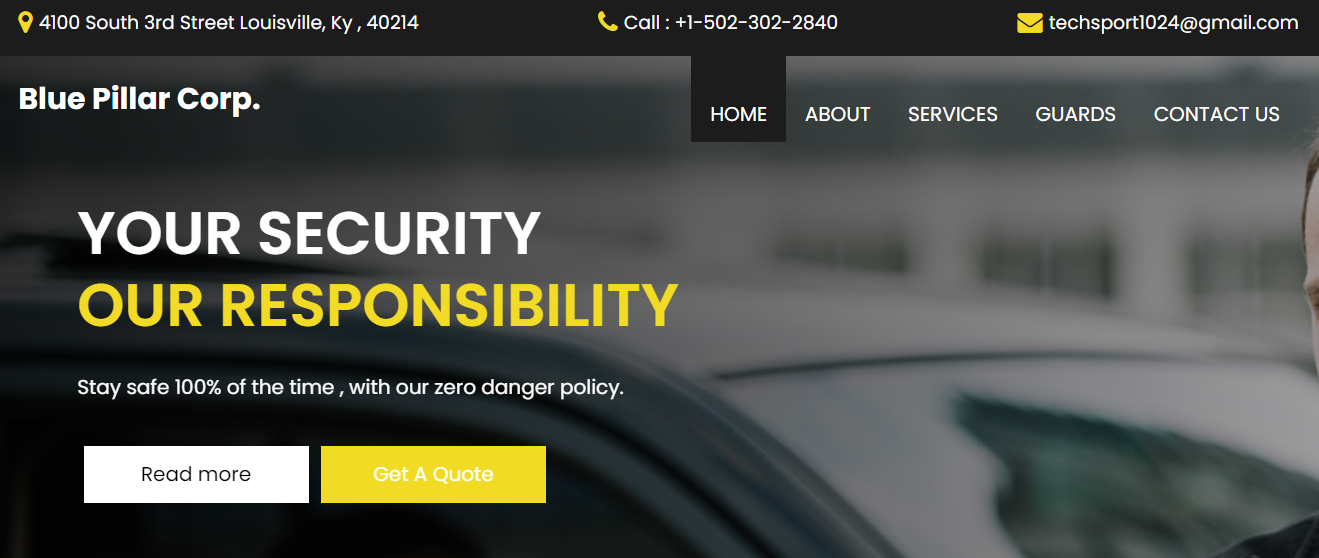 4100 South 3rd Street Louisville, Ky , 40214
Call : +1-502-302-2840
techsport1024@gmail.com
Blue Pillar Corp.
HOME
ABOUT
SERVICES
GUARDS
CONTACT US
YOUR SECURITY
OUR RESPONSIBILITY
Stay safe 100% of the time , with our zero danger policy.
Read more
Get A Quote